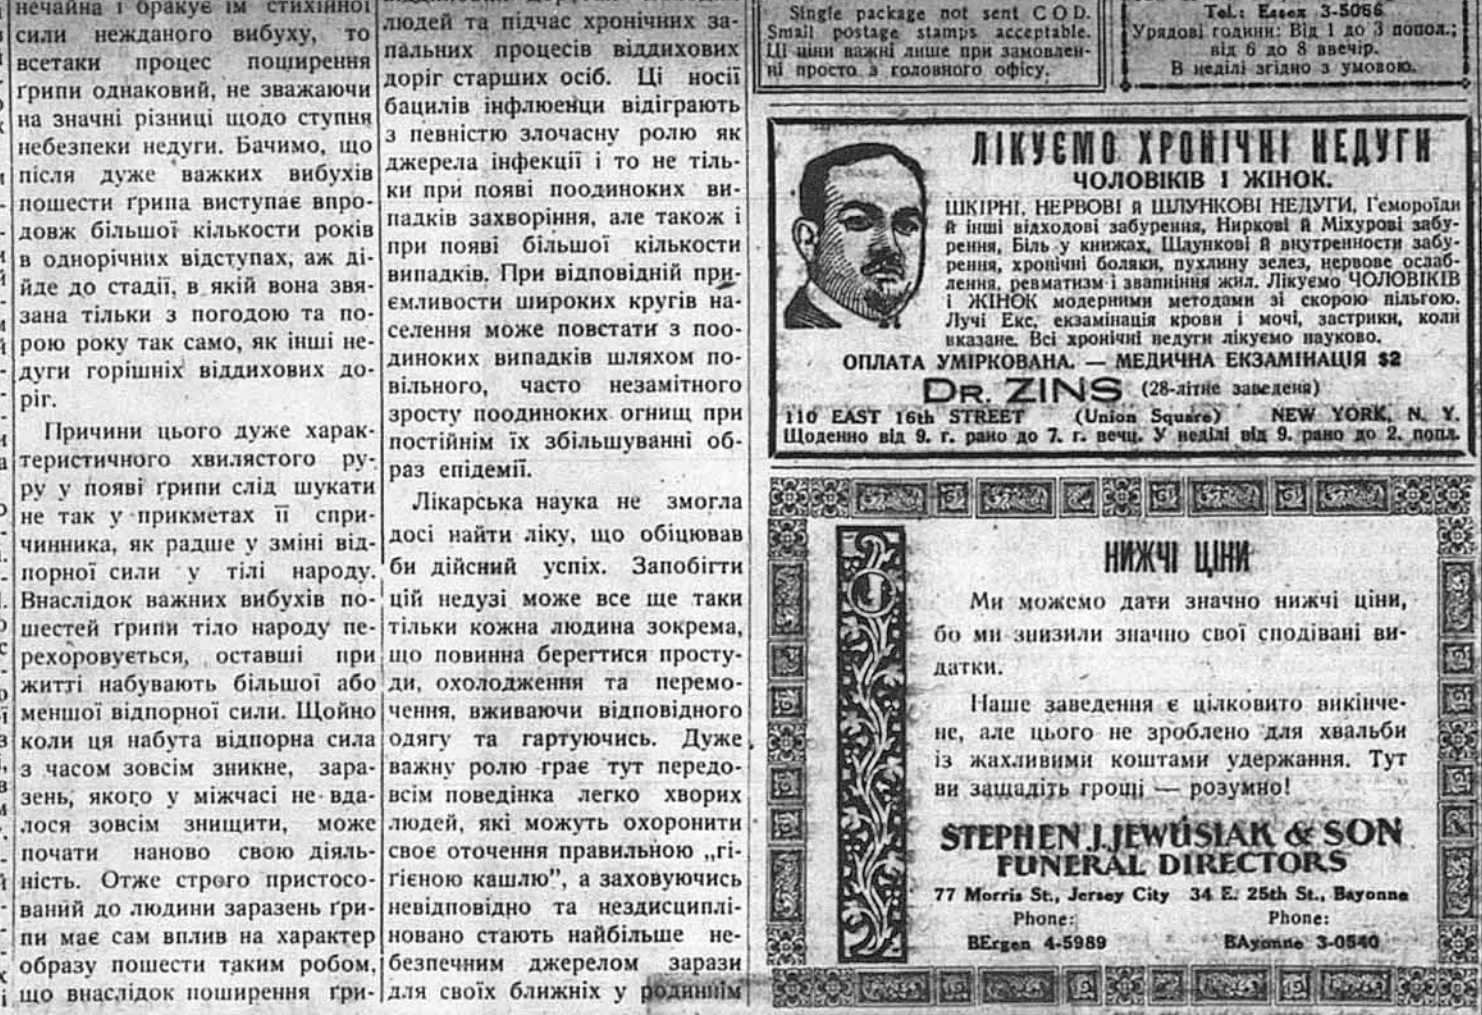 нечайна і бракує їм стихійної
сили нежданого вибуху, то
всетаки процес поширення
ґрипи однаковий, не зважаючи
на значні різниці щодо ступня
небезпеки недуги. Бачимо, що
після дуже важких вибухів
пошести ґрипа виступає впро-
довж більшої кількости років
в однорічних відступах, аж ді-
йде до стадії, в якій вона звя-
зана тільки з погодою та по-
рою року так само, як інші не-
дуги горішніх віддихових до-
ріг.
Причини цього дуже харак-
теристичного хвилястого ру-
ру у появі ґрипи слід шукати
не так у прикметах її спри-
чинника, як радше у зміні від-
порної сили у тілі народу.
Внаслідок важних вибухів по-
шестей ґрипи тіло народу пе-
рехоровується, оставші при
житті набувають більшої або
меншої відпорної сили. Щойно
коли ця набута відпорна сила
з часом зовсім зникне, зара-
зень, якого у міжчасі не вда-
лося зовсім знищити, може
почати наново свою діяль-
ність. Отже строго пристосо-
ваний до людини заразень ґри-
пи має сам вплив на характер
образу пошести таким робом,
що внаслідок поширення ґри-
людей та підчас хронічних за-
пальних процесів віддихових
доріг старших осіб. Ці носії
бацилів інфлюенци відіграють
з певністю злочасну ролю як
джерела інфекції і то не тіль-
ки при появі поодиноких ви-
падків захворіння, але також і
при появі більшої кількости
випадків. При відповідній при-
ємливости широких кругів на-
селення може повстати з поо-
диноких випадків шляхом по-
вільного, часто незамітного
зросту поодиноких огнищ при
постійнім їх збільшуванні об-
раз епідемії.
Лікарська наука не змогла
досі найти ліку, що обіцював
би дійсний успіх. Запобігти
цій недузі може все ще таки
тільки кожна людина зокрема,
що повинна берегтися просту-
ди, охолодження та перемо-
чення, вживаючи відповідного
одягу та гартуючись. Дуже
важну ролю грає тут передо-
всім поведінка легко хворих
людей, які можуть охоронити
своє оточення правильною „гі-
ґієною кашлю”, а заховуючись
невідповідно та нездисциплі-
новано стають найбільше не-
безпечним джерелом зарази
для своїх ближніх у родиннім
Single package not sent C O D.
Small postage stamps acceptable.
Ці ціни важні лише при замовлен-
ні просто з головного офісу.
Tel.: Essex 3-5086
Урядові години: Від 1 до 3 попол.;
від 6 до 8 ввечір.
В неділі згідно з умовою.
ЛІКУЄМО ХРОНІЧНІ НЕДУГИ
ЧОЛОВІКІВ І ЖІНОК.
ШКІРНІ, НЕРВОВІ й ШЛУНКОВІ НЕДУГИ, Гемороїди
й інші відходові забурення, Ниркові й Міхурові забу-
рення, Біль у книжах, Шлункові й внутренности забу-
рення, хронічні боляки, пухлину зелез, нервове ослаб-
лення, ревматизм і звапніння жил. Лікуємо ЧОЛОВІКІВ
і ЖІНОК модерними методами зі скорою пільгою.
Лучі Екс, екзамінація крови і мочі, застрики, коли
вказане. Всі хронічні недуги лікуємо науково.
ОПЛАТА УМІРКОВАНА. — МЕДИЧНА ЕКЗАМІНАЦІЯ $2
DR. ZINS (28-літнє заведеня)
110 EAST 16th STREET (Union Square) NEW YORK, N. Y.
Щоденно від 9. г. рано до 7. г. вечц. У неділі від 9. рано до 2. попл.
НИЖЧІ ЦІНИ
Ми можемо дати значно нижчі ціни,
бо ми знизили значно свої сподівані ви-
датки.
Наше заведення є цілковито викінче-
не, але цього не зроблено для хвальби
із жахливими коштами удержання. Тут
ви защадіть гроші — розумно!
STEPHEN J. JEWUSIAK & SON
FUNERAL DIRECTORS
77 Morris St., Jersey City 34 E. 25th St., Bayonne
Phone: Phone:
BErgen 4-5989 BAyonne 3-0540